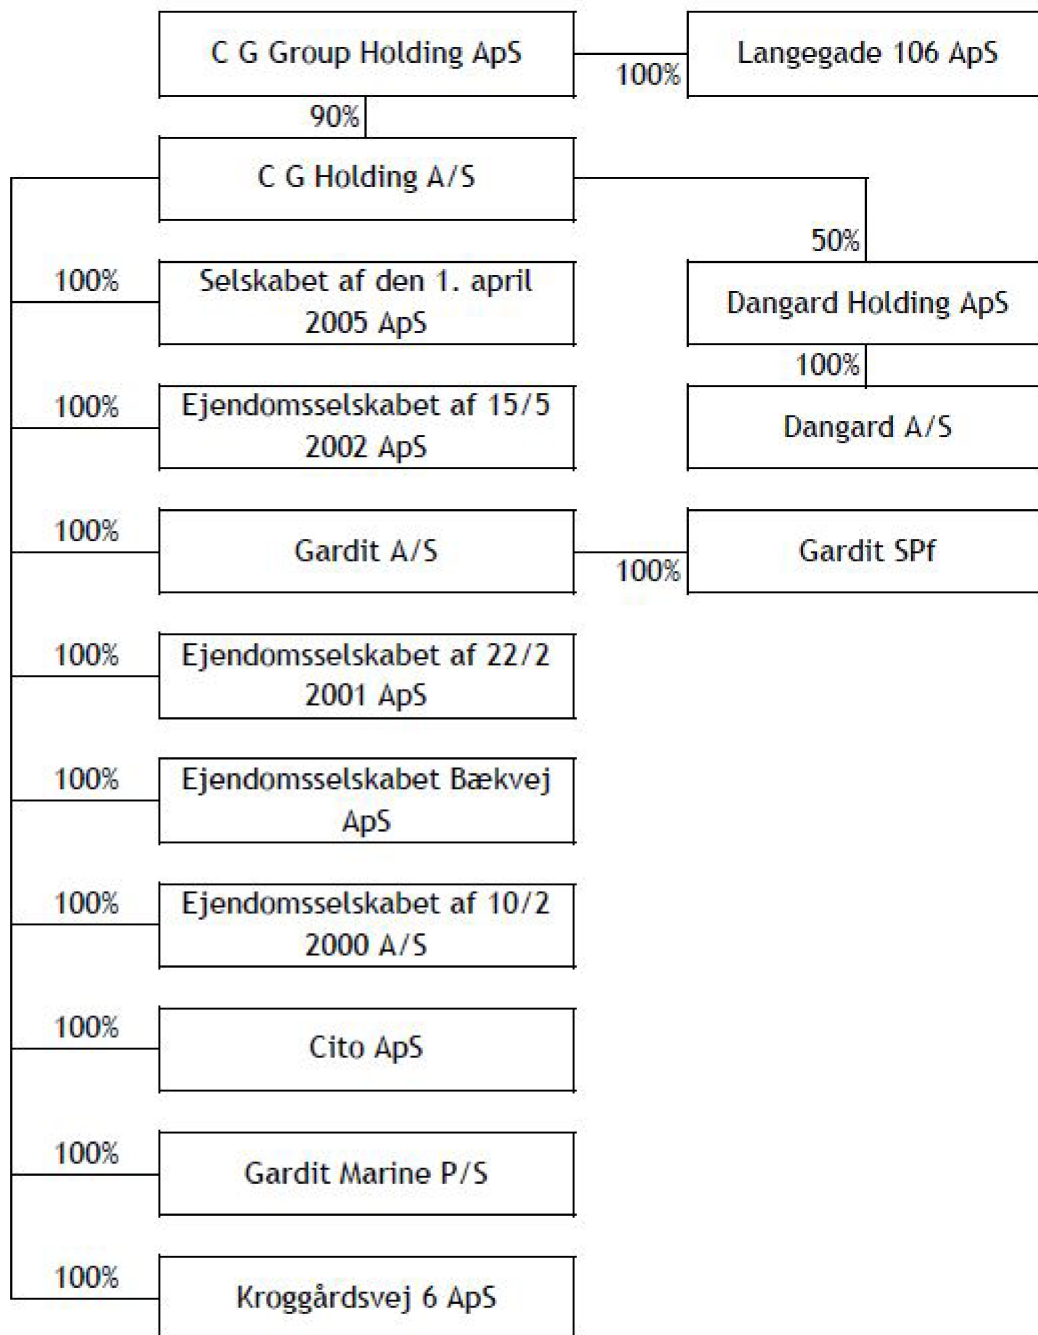 C G Group Holding ApS
100%
Langegade 106 ApS
90%
C G Holding A/S
50%
100%
Selskabet af den 1. april
2005 ApS
Dangard Holding ApS
100%
100%
Ejendomsselskabet af 15/5
2002 ApS
Dangard A/S
100%
Gardit A/S
100%
Gardit SPf
100%
Ejendomsselskabet af 22/2
2001 ApS
100%
Ejendomsselskabet Bækvej
ApS
100%
Ejendomsselskabet af 10/2
2000 A/S
100%
Cito ApS
100%
Gardit Marine P/S
100%
Kroggårdsvej 6 ApS